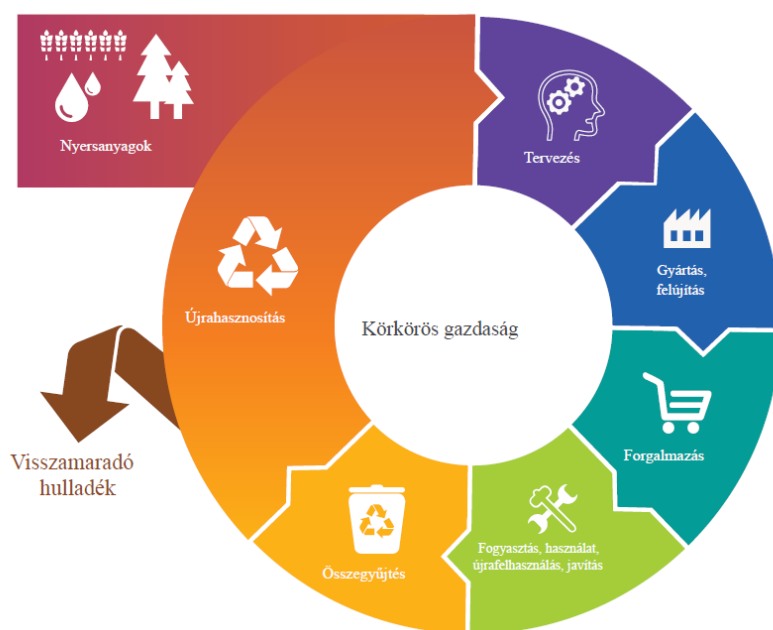 Nyersanyagok
Tervezés
Gyártás,
felújítás
Forgalmazás
Fogyasztás, használat,
újrafelhasználás, javítás
Összegyűjtés
Újrahasznosítás
Visszamaradó
hulladék
Körkörös gazdaság